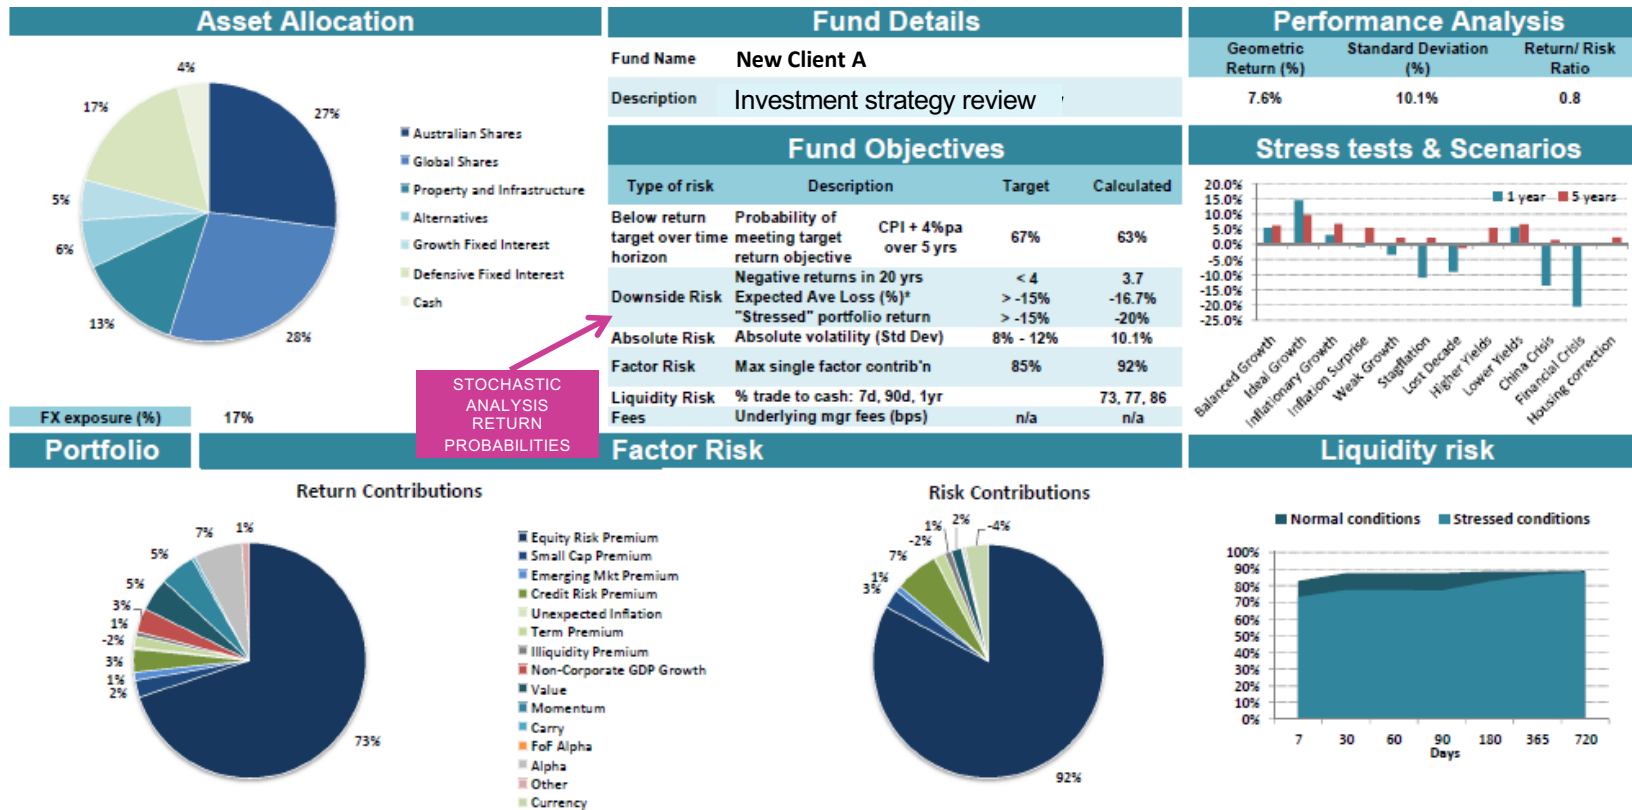 Asset Allocation
4%
17%
27%
5%
6%
13%
28%
Australian Shares
Global Shares
Property and Infrastructure
Alternatives
Growth Fixed Interest
Defensive Fixed Interest
Cash
FX exposure (%) 17%
Fund Details
Fund Name New Client A
Description Investment strategy review
Fund Objectives
Type of risk Description Target Calculated
Below return target over time horizon Probability of meeting target return objective CPI + 4%pa over 5 yrs 67% 63%
Downside Risk
Negative returns in 20 yrs < 4 3.7
Expected Ave Loss (%)* > -15% -16.7%
"Stressed" portfolio return > -15% -20%
Absolute Risk Absolute volatility (Std Dev) 8% - 12% 10.1%
Factor Risk Max single factor contrib'n 85% 92%
Liquidity Risk % trade to cash: 7d, 90d, 1yr 73, 77, 86
Fees Underlying mgr fees (bps) n/a n/a
STOCHASTIC
ANALYSIS
RETURN
PROBABILITIES
Performance Analysis
Geometric Return (%) Standard Deviation (%) Return/ Risk Ratio
7.6% 10.1% 0.8
Stress tests & Scenarios
1 year 5 years
20.0%
15.0%
10.0%
5.0%
0.0%
-5.0%
-10.0%
-15.0%
-20.0%
-25.0%
Balanced Growth
Ideal Growth
Inflationary Growth
Inflation Surprise
Weak Growth
Stagflation
Lost Decade
Higher Yields
Lower Yields
China Crisis
Financial Crisis
Housing correction
Portfolio
Factor Risk
Return Contributions
1%
7%
5%
5%
3%
1%
-2%
3%
1%
2%
73%
Equity Risk Premium
Small Cap Premium
Emerging Mkt Premium
Credit Risk Premium
Unexpected Inflation
Term Premium
Illiquidity Premium
Non-Corporate GDP Growth
Value
Momentum
Carry
FoF Alpha
Alpha
Other
Currency
Risk Contributions
1%
2%
-4%
-2%
7%
1%
3%
92%
Liquidity risk
Normal conditions Stressed conditions
100%
90%
80%
70%
60%
50%
40%
30%
20%
10%
0%
7 30 60 90 180 365 720
Days